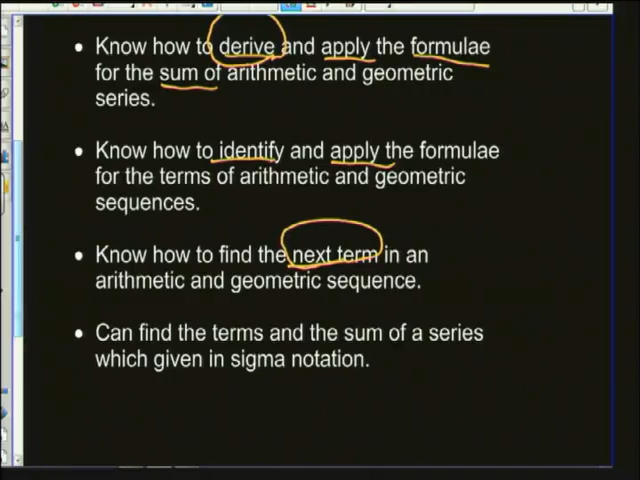 • Know how to derive and apply the formulae
for the sum of arithmetic and geometric
series.
• Know how to identify and apply the formulae
for the terms of arithmetic and geometric
sequences.
• Know how to find the next term in an
arithmetic and geometric sequence.
• Can find the terms and the sum of a series
which given in sigma notation.